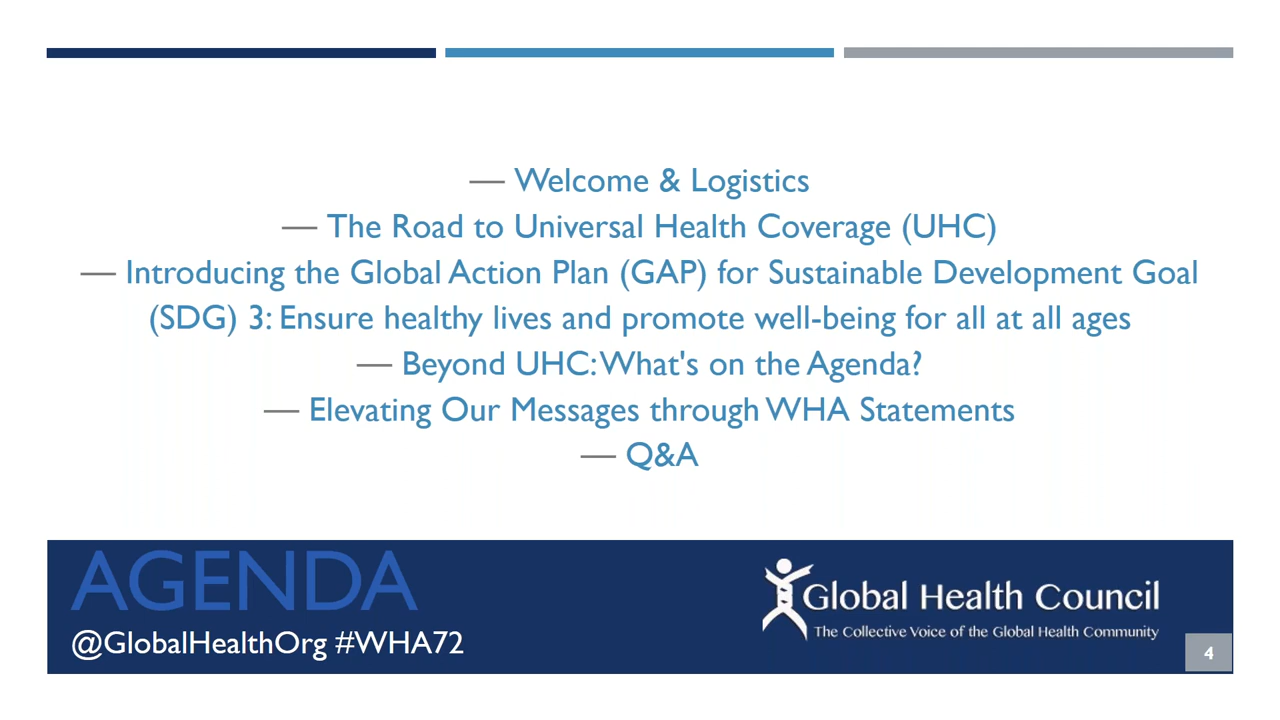 — Welcome & Logistics
— The Road to Universal Health Coverage (UHC)
— Introducing the Global Action Plan (GAP) for Sustainable Development Goal
(SDG) 3: Ensure healthy lives and promote well-being for all at all ages
— Beyond UHC: What's on the Agenda?
— Elevating Our Messages through WHA Statements
— Q&A
AGENDA
@GlobalHealthOrg #WHA72
Global Health Council
The Collective Voice of the Global Health Community
4